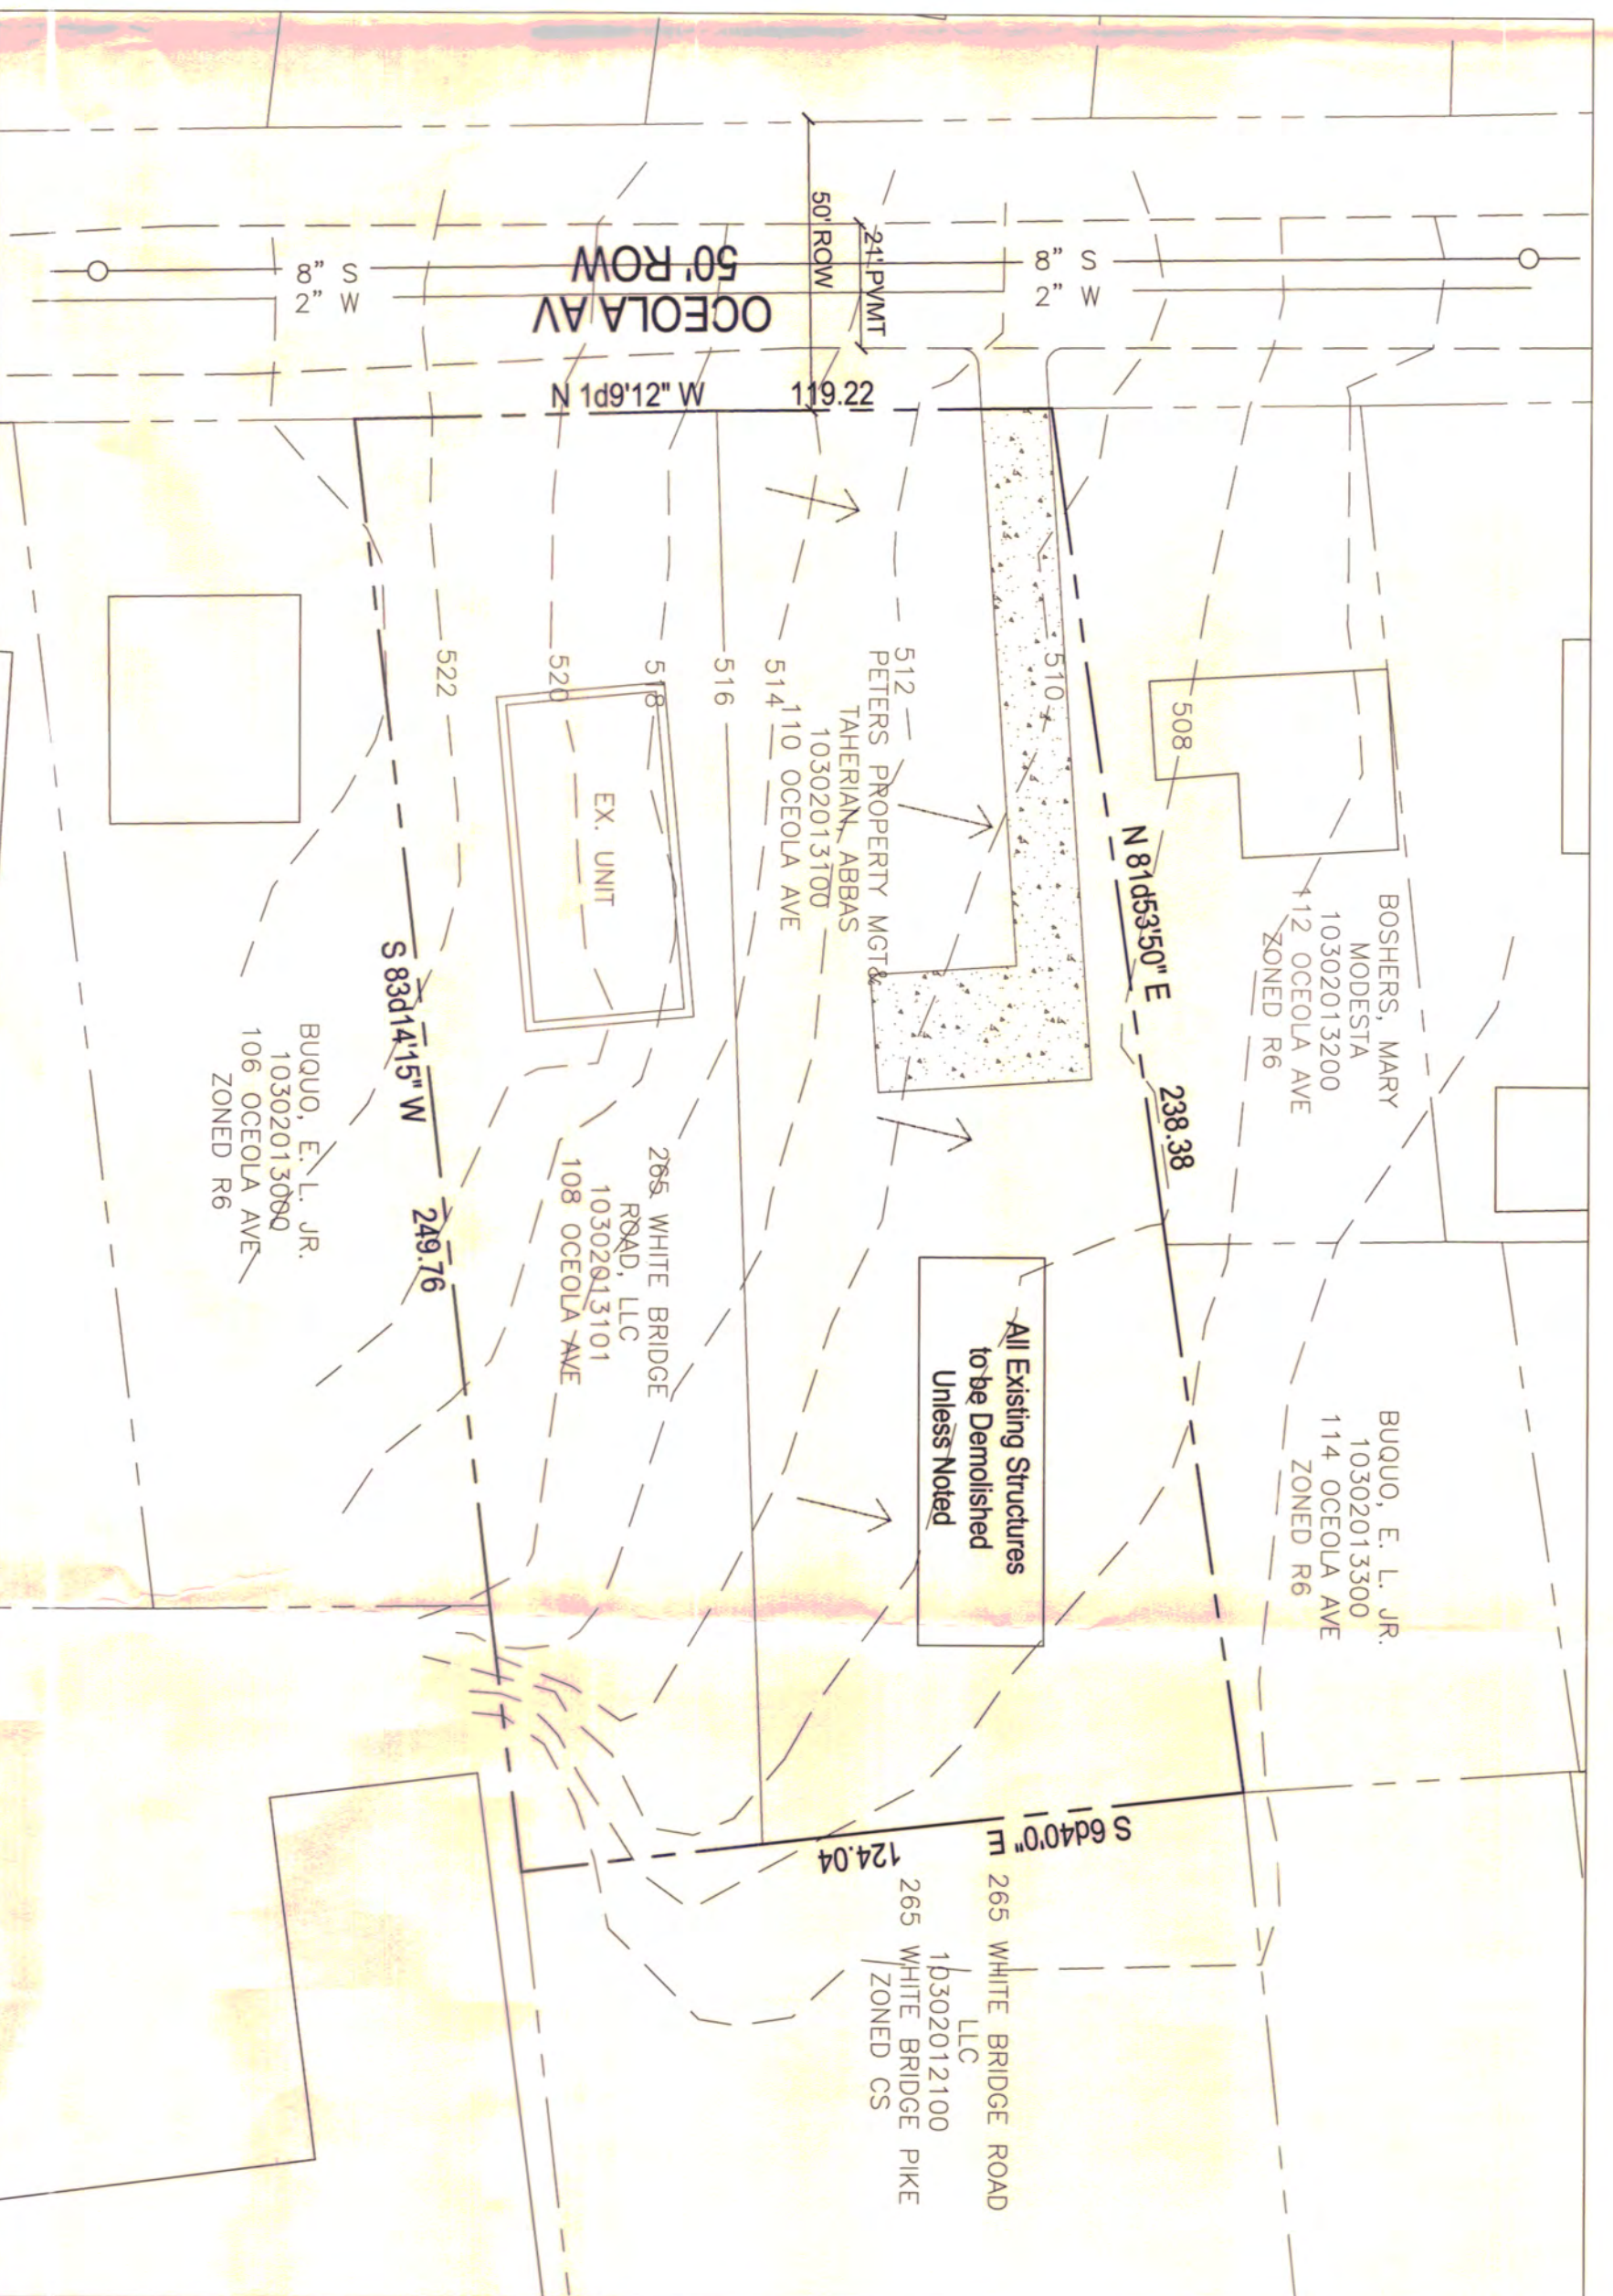 8" S
2" W
50' ROW
OCEOLA AV
50' ROW
21' PVMT
8" S
2" W
N 1d9'12" W 119.22
522
520
518
516
514
512
510
508
EX. UNIT
PETERS PROPERTY MGT&
TAHERIAN, ABBAS
10302013100
110 OCEOLA AVE
N 81d53'50" E 238.38
BOSHERS, MARY
MODESTA
10302013200
112 OCEOLA AVE
ZONED R6
S 83d14'15" W 249.76
BUQUO, E. L. JR.
10302013000
106 OCEOLA AVE
ZONED R6
265 WHITE BRIDGE
ROAD, LLC
10302013101
108 OCEOLA AVE
All Existing Structures
to be Demolished
Unless Noted
BUQUO, E. L. JR.
10302013300
114 OCEOLA AVE
ZONED R6
S 6d40'0" E
124.04
265 WHITE BRIDGE ROAD
LLC
10302012100
265 WHITE BRIDGE PIKE
ZONED CS